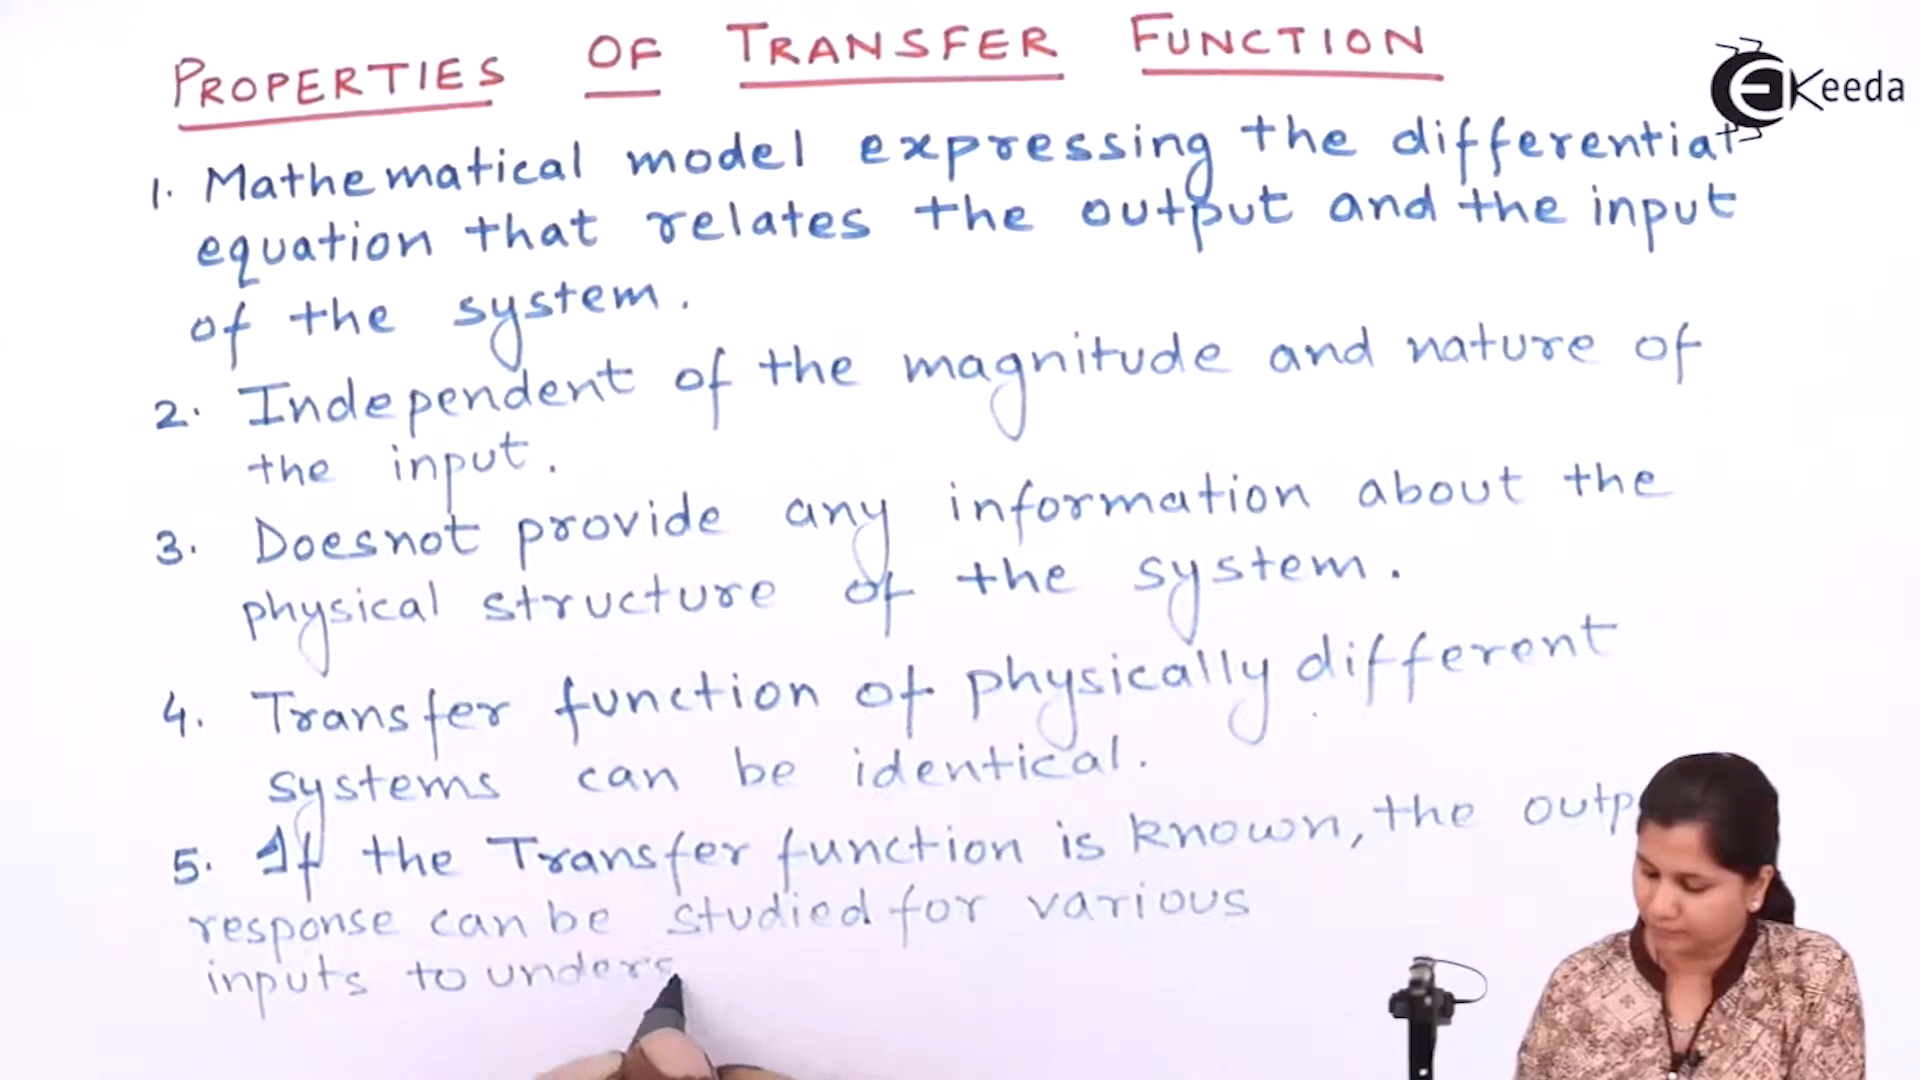 PROPERTIES OF TRANSFER FUNCTION
Keeda
1. Mathematical model expressing the differential
equation that relates the output and the input
of the system.
2. Independent of the magnitude and nature of
the input.
3. Doesnot provide any information about the
physical structure of the system.
4. Transfer function of physically different
systems can be identical.
5. If the Transfer function is known, the outp
response can be studied for various
inputs to unders